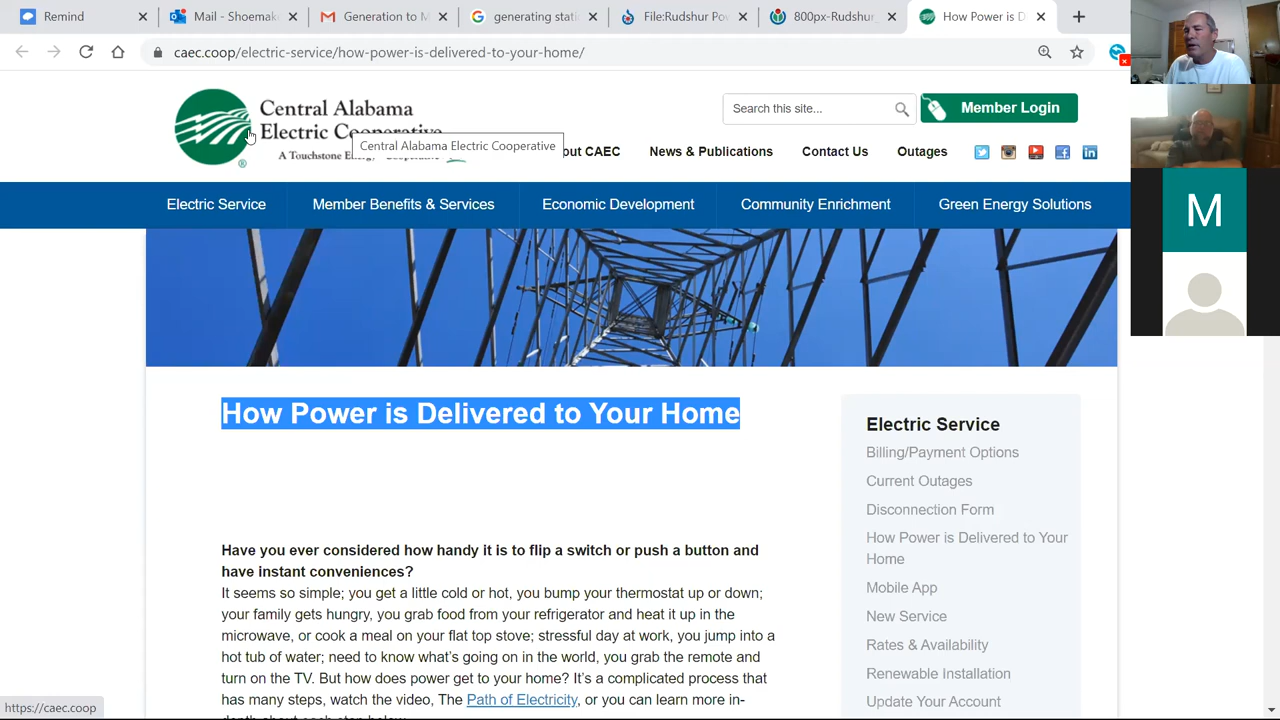 Remind
Mail - Shoemak
Generation to M
generating stati
File:Rudshur Pow
800px-Rudshur_
How Power is D
caec.coop/electric-service/how-power-is-delivered-to-your-home/
Central Alabama
Electric Cooperative
A Touchstone Energy
Central Alabama Electric Cooperative
Search this site...
Member Login
out CAEC
News & Publications
Contact Us
Outages
Electric Service
Member Benefits & Services
Economic Development
Community Enrichment
Green Energy Solutions
How Power is Delivered to Your Home
Have you ever considered how handy it is to flip a switch or push a button and
have instant conveniences?
It seems so simple; you get a little cold or hot, you bump your thermostat up or down;
your family gets hungry, you grab food from your refrigerator and heat it up in the
microwave, or cook a meal on your flat top stove; stressful day at work, you jump into a
hot tub of water; need to know what's going on in the world, you grab the remote and
turn on the TV. But how does power get to your home? It's a complicated process that
has many steps, watch the video, The Path of Electricity, or you can learn more in-
depth about each step below.
Electric Service
Billing/Payment Options
Current Outages
Disconnection Form
How Power is Delivered to Your
Home
Mobile App
New Service
Rates & Availability
Renewable Installation
Update Your Account
M
https://caec.coop